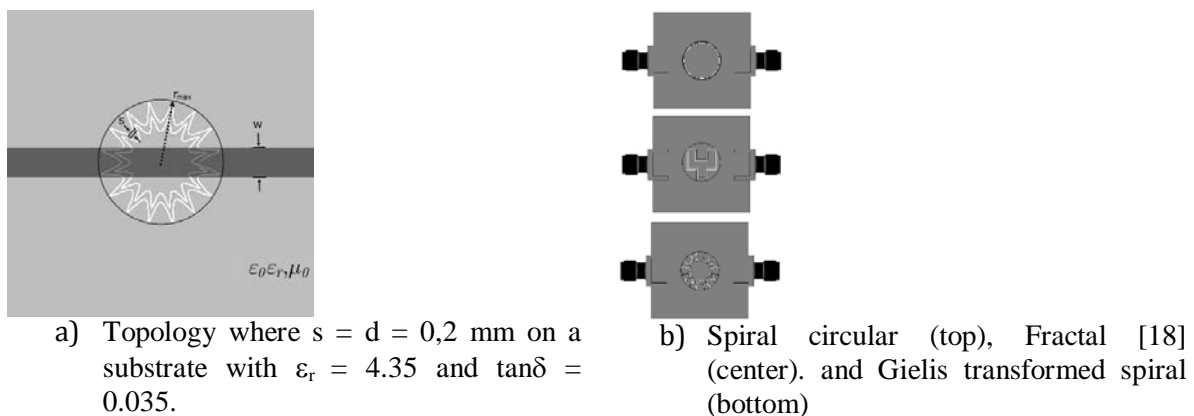 rmax
s
w
ε0εr,μ0
a) Topology where s = d = 0,2 mm on a
substrate with εr = 4.35 and tanδ =
0.035.
b) Spiral circular (top), Fractal [18]
(center). and Gielis transformed spiral
(bottom)